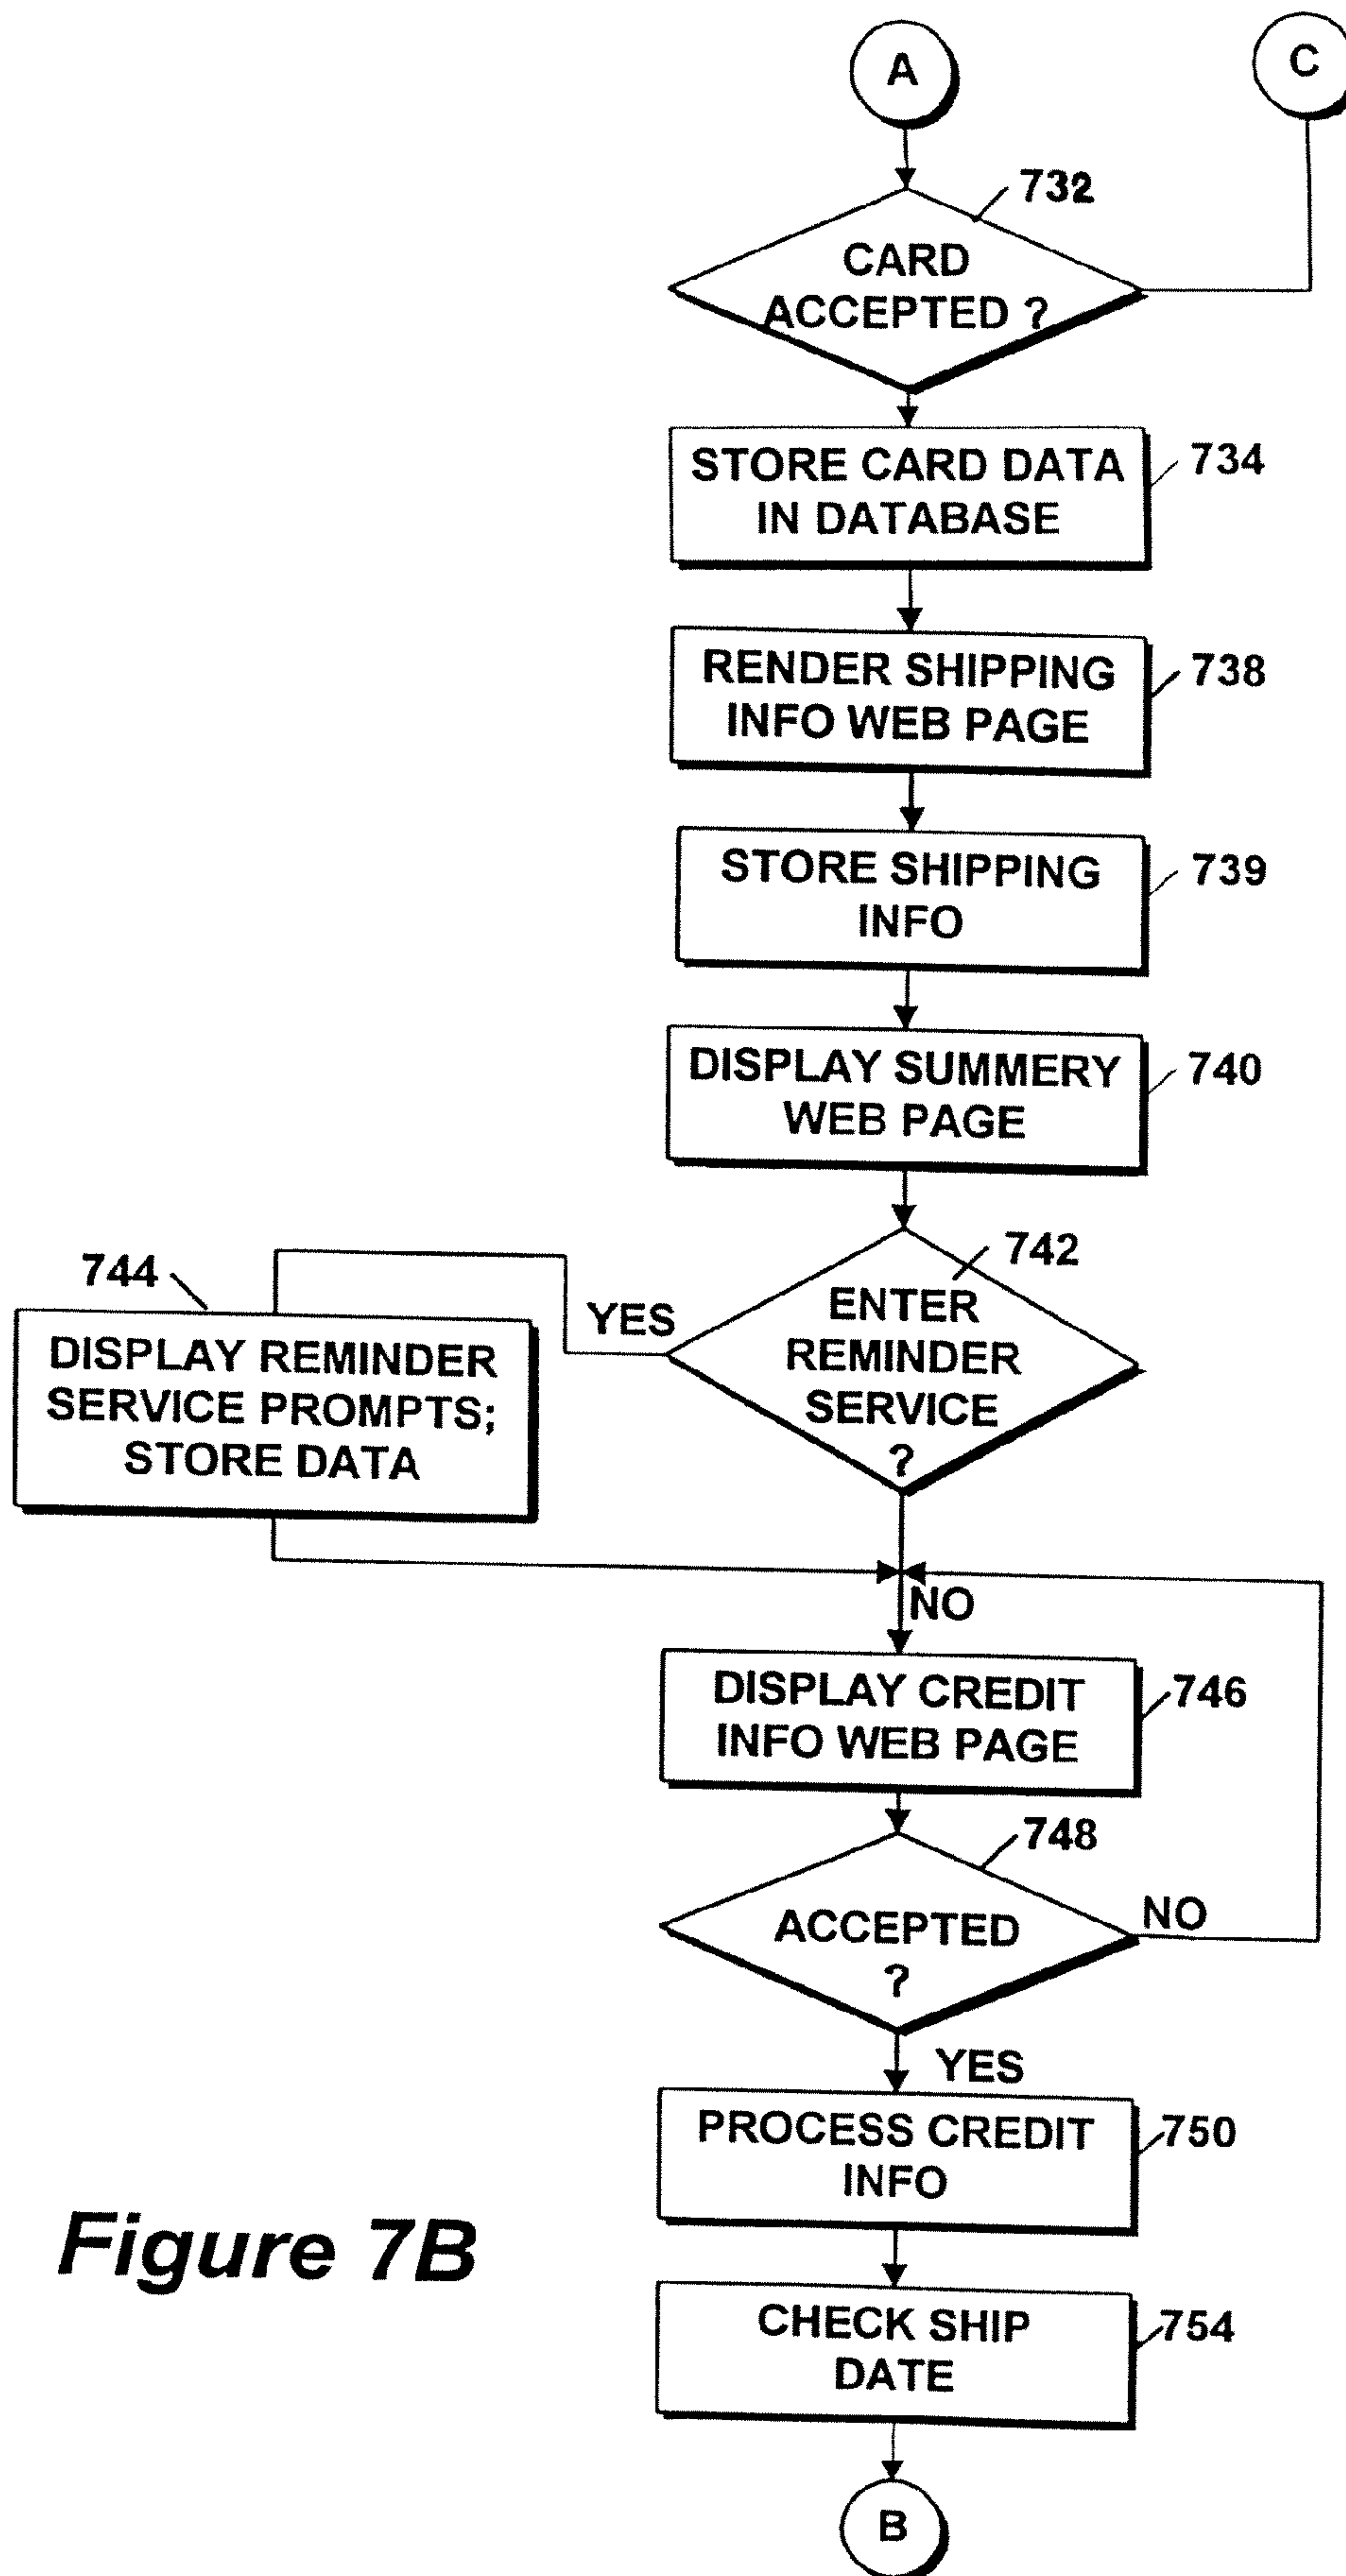 A
C
732
CARD
ACCEPTED ?
STORE CARD DATA
IN DATABASE
734
RENDER SHIPPING
INFO WEB PAGE
738
STORE SHIPPING
INFO
739
DISPLAY SUMMERY
WEB PAGE
740
742
ENTER
REMINDER
SERVICE
?
YES
744
DISPLAY REMINDER
SERVICE PROMPTS;
STORE DATA
NO
DISPLAY CREDIT
INFO WEB PAGE
746
748
ACCEPTED
?
NO
YES
PROCESS CREDIT
INFO
750
Figure 7B
CHECK SHIP
DATE
754
B